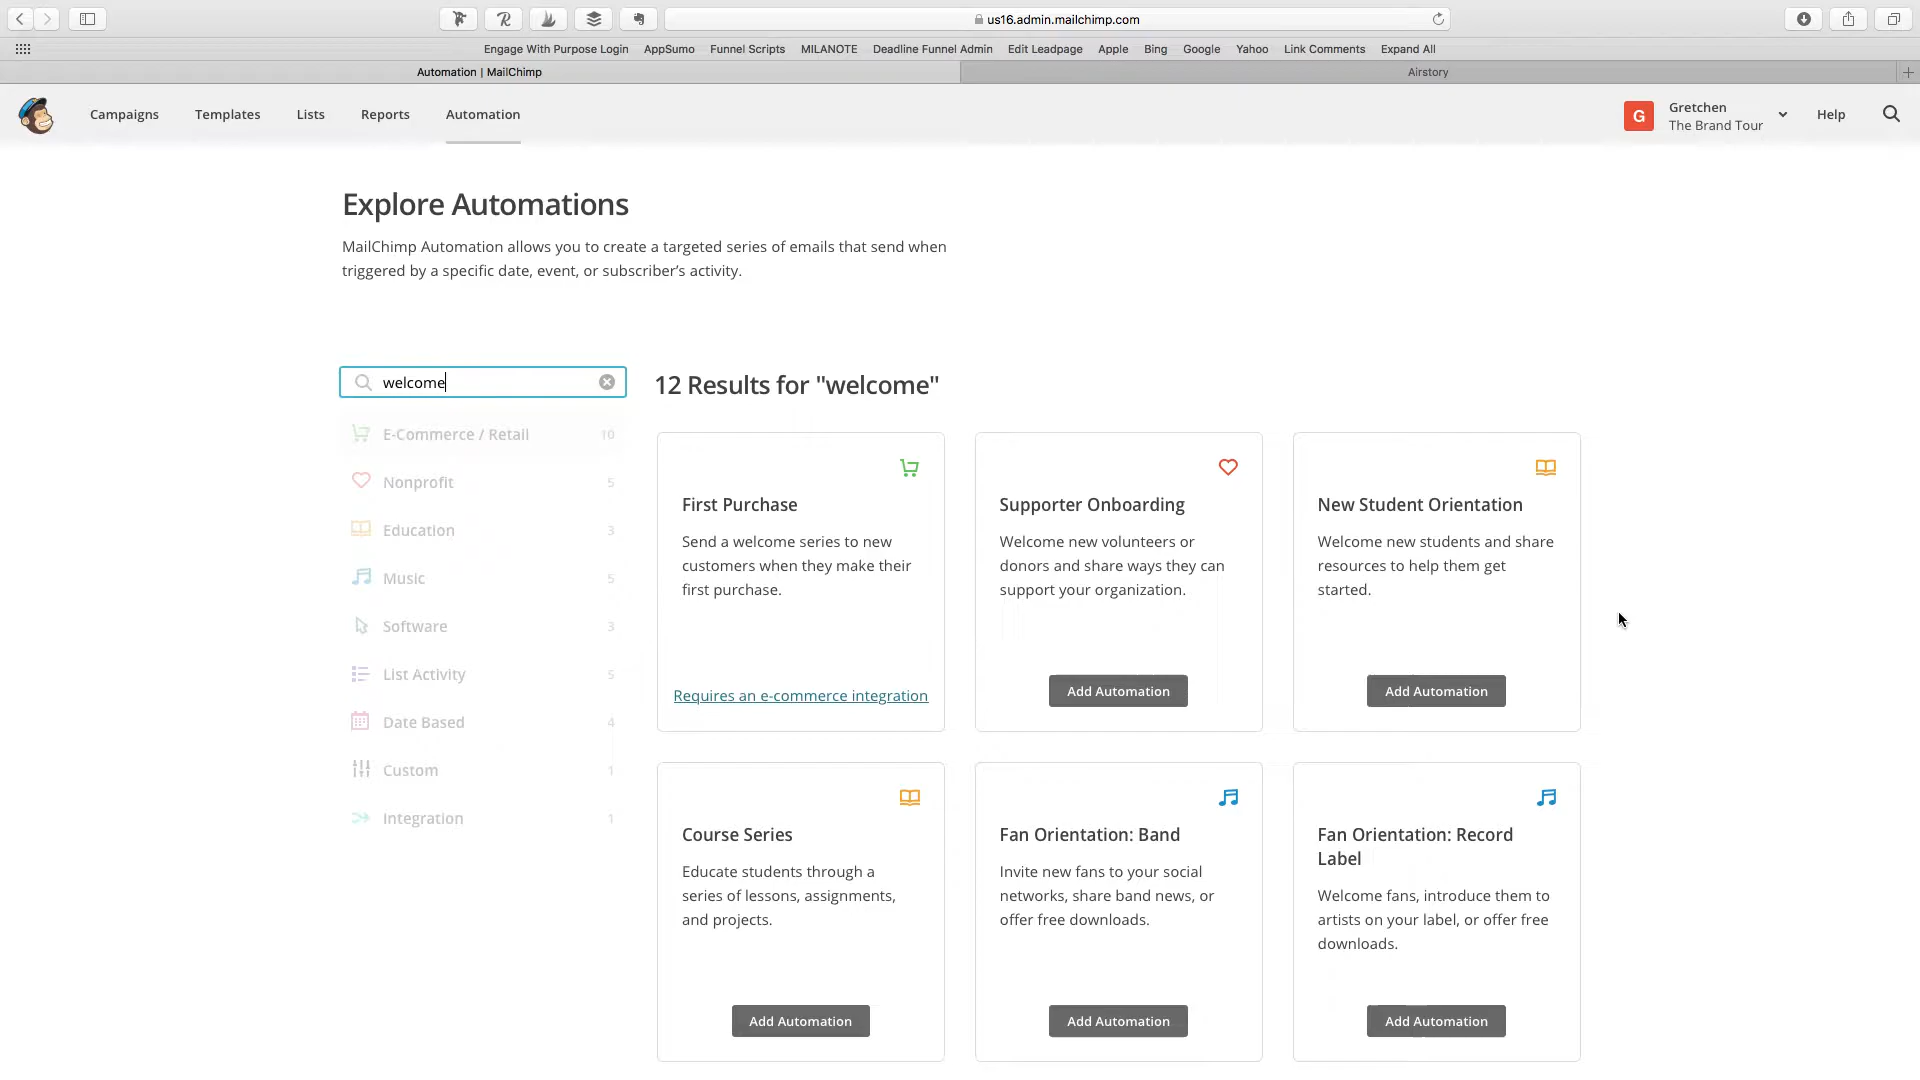 us16.admin.mailchimp.com
Engage With Purpose Login AppSumo Funnel Scripts MILANOTE Deadline Funnel Admin Edit Leadpage Apple Bing Google Yahoo Link Comments Expand All
Automation | MailChimp
Airstory
Campaigns Templates Lists Reports Automation
G
Gretchen
The Brand Tour
Help
Explore Automations
MailChimp Automation allows you to create a targeted series of emails that send when
triggered by a specific date, event, or subscriber’s activity.
welcome
E-Commerce / Retail 10
Nonprofit 5
Education 3
Music 5
Software 3
List Activity 5
Date Based 4
Custom 1
Integration 1
12 Results for "welcome"
First Purchase
Send a welcome series to new
customers when they make their
first purchase.
Requires an e-commerce integration
Supporter Onboarding
Welcome new volunteers or
donors and share ways they can
support your organization.
Add Automation
New Student Orientation
Welcome new students and share
resources to help them get
started.
Add Automation
Course Series
Educate students through a
series of lessons, assignments,
and projects.
Add Automation
Fan Orientation: Band
Invite new fans to your social
networks, share band news, or
offer free downloads.
Add Automation
Fan Orientation: Record
Label
Welcome fans, introduce them to
artists on your label, or offer free
downloads.
Add Automation